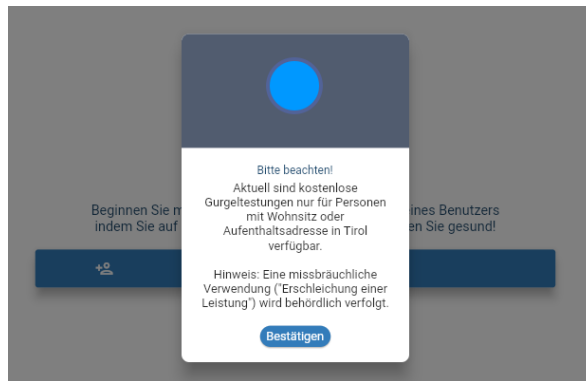 Bitte beachten!
Aktuell sind kostenlose
Gurgeltestungen nur für Personen
mit Wohnsitz oder
Aufenthaltsadresse in Tirol
verfügbar.
Hinweis: Eine missbräuchliche
Verwendung ("Erschleichung einer
Leistung") wird behördlich verfolgt.
Bestätigen
Beginnen Sie
ines Benutzers
indem Sie auf
en Sie gesund!